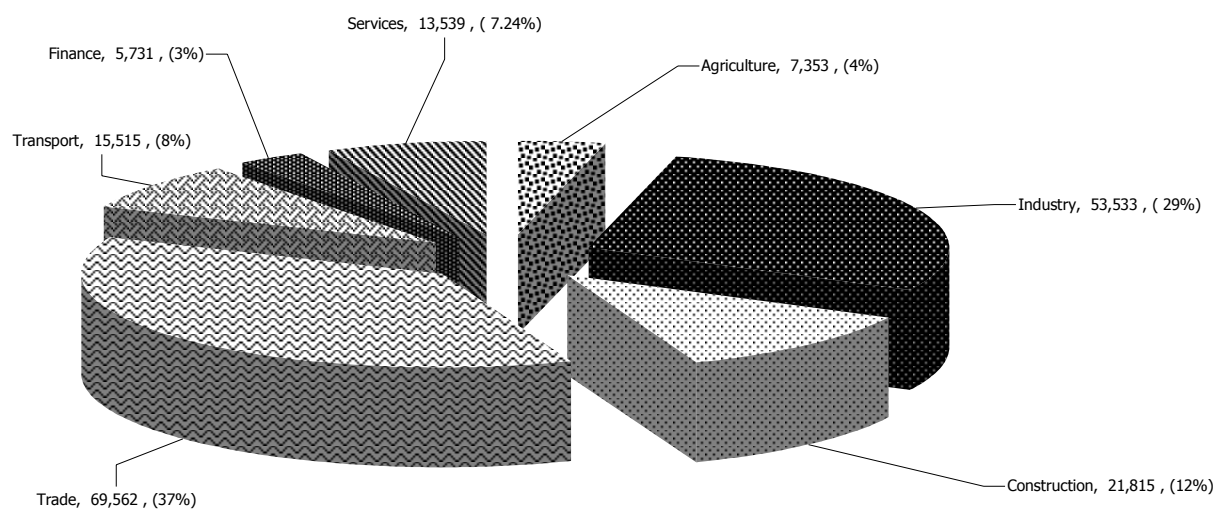 Services, 13,539 , ( 7.24%)
Finance, 5,731 , (3%)
Agriculture, 7,353 , (4%)
Transport, 15,515 , (8%)
Industry, 53,533 , ( 29%)
Construction, 21,815 , (12%)
Trade, 69,562 , (37%)